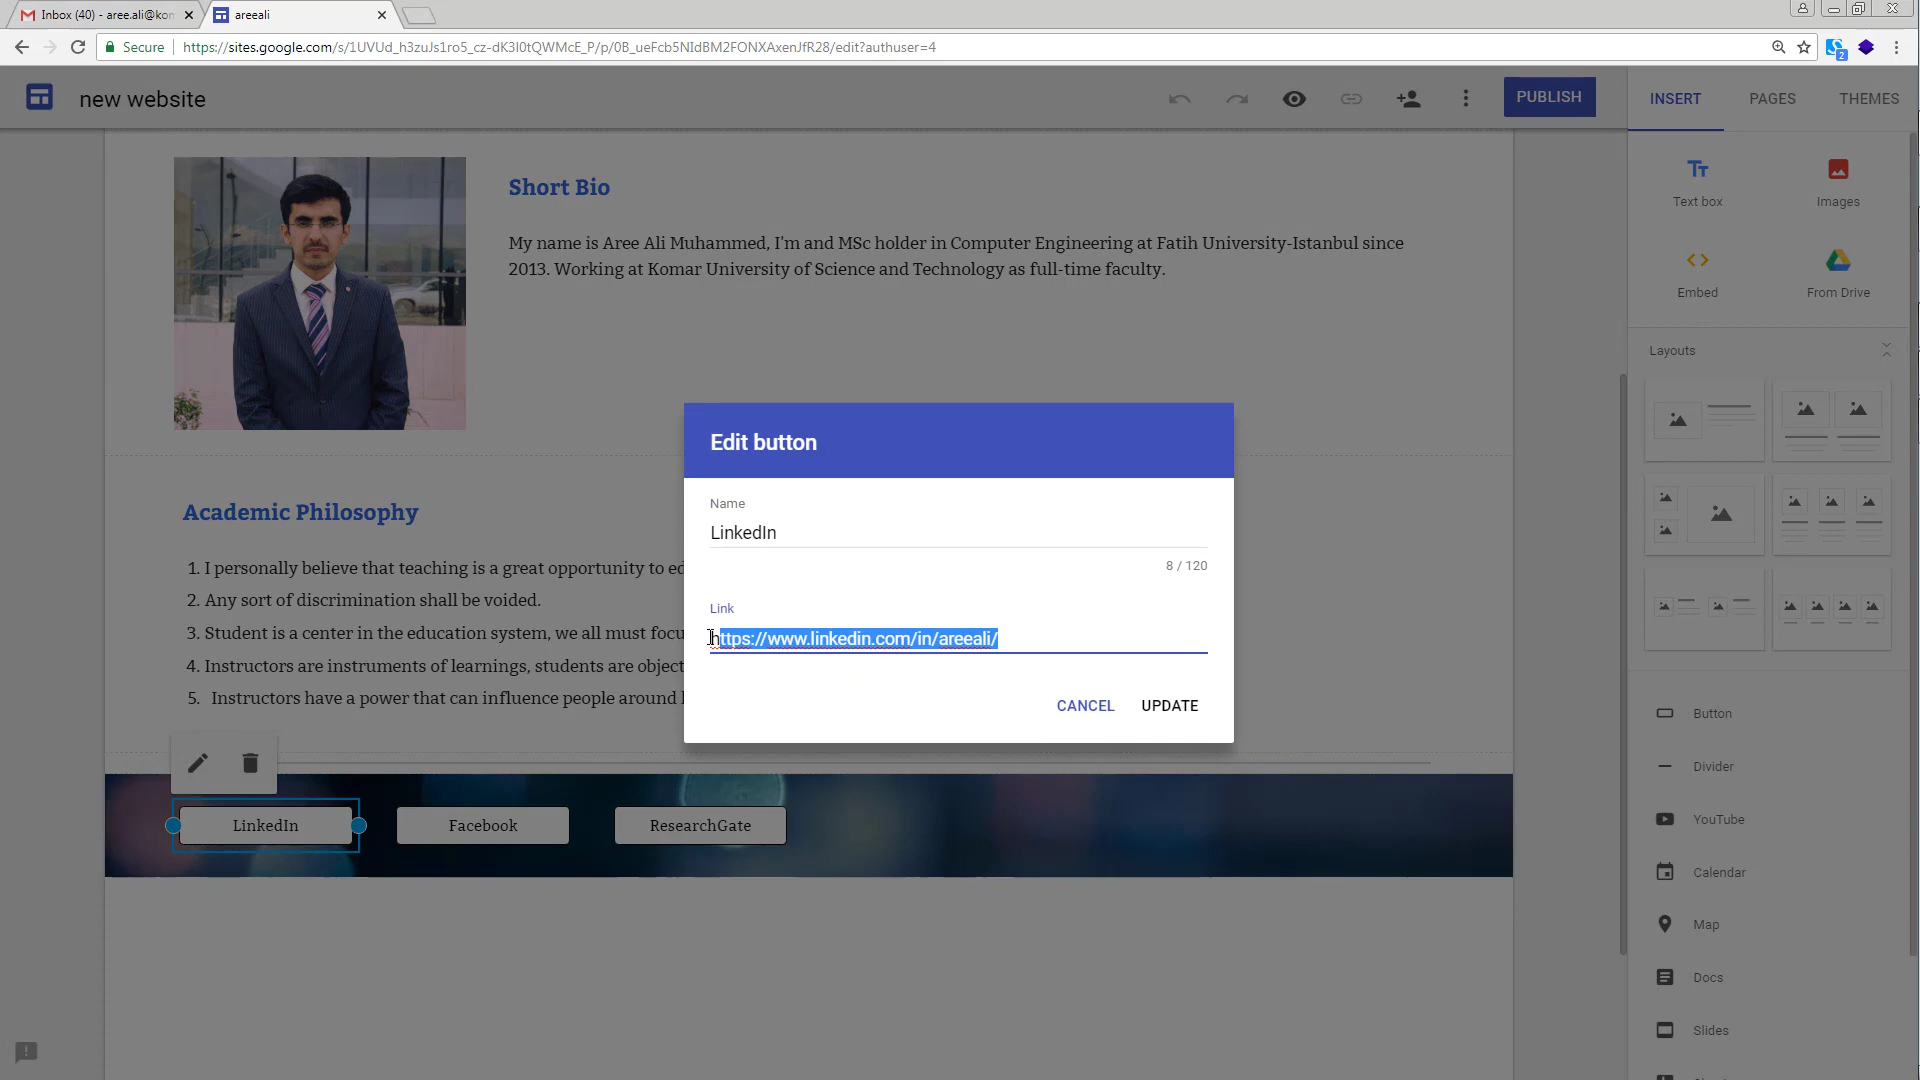 Inbox (40) - aree.ali@kon
areeali
Secure
https://sites.google.com/s/1UVUd_h3zuJs1ro5_cz-dK3I0tQWMcE_P/p/0B_ueFcb5NIdBM2FONXAxenJfR28/edit?authuser=4
2
new website
PUBLISH
INSERT
PAGES
THEMES
Short Bio
My name is Aree Ali Muhammed, I'm and MSc holder in Computer Engineering at Fatih University-Istanbul since
2013. Working at Komar University of Science and Technology as full-time faculty.
Tt
Text box
Images
Embed
From Drive
Layouts
Edit button
Name
LinkedIn
8 / 120
Link
https://www.linkedin.com/in/areeali/
CANCEL
UPDATE
Academic Philosophy
1. I personally believe that teaching is a great opportunity to ed
2. Any sort of discrimination shall be voided.
3. Student is a center in the education system, we all must focu
4. Instructors are instruments of learnings, students are object
5. Instructors have a power that can influence people around
LinkedIn
Facebook
ResearchGate
Button
Divider
YouTube
Calendar
Map
Docs
Slides